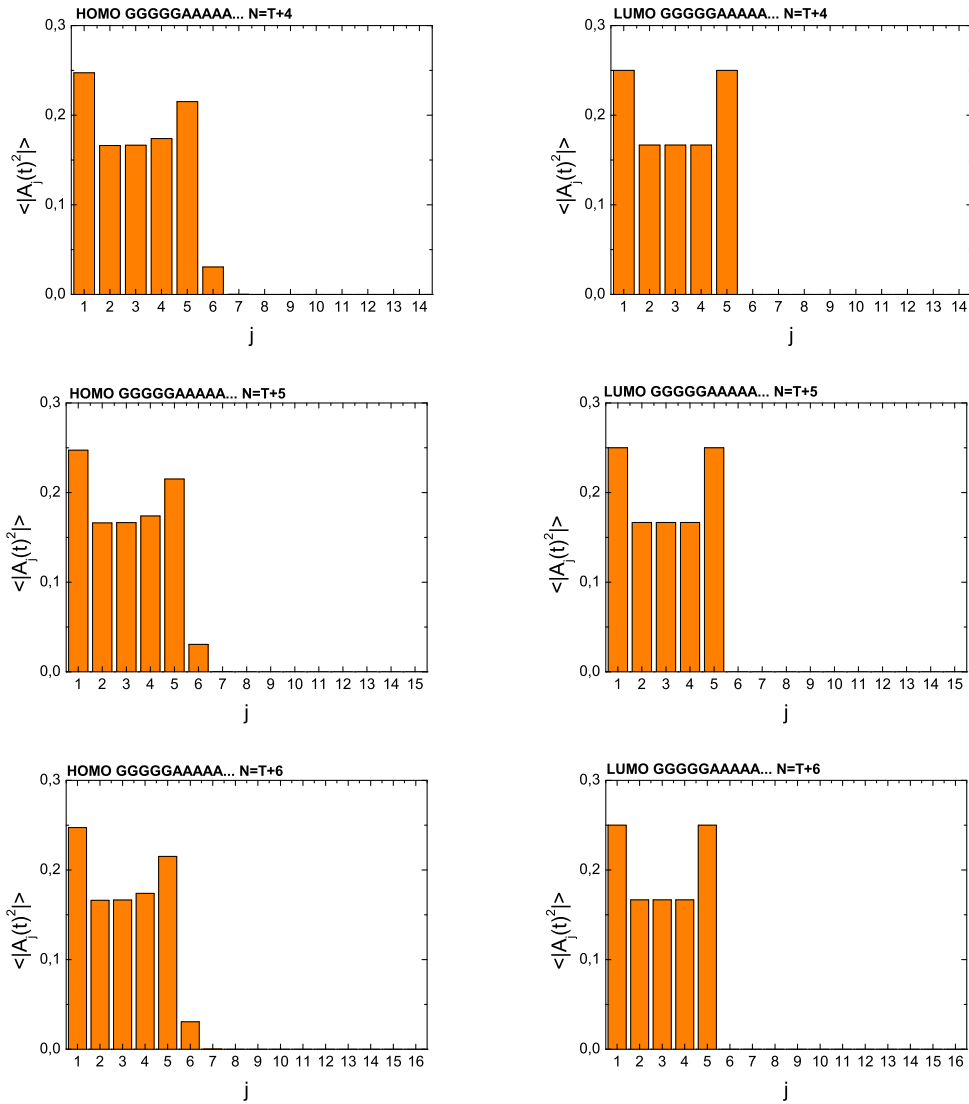 HOMO GGGGGAAAAA... N=T+4
0,3
0,2
0,1
0,0
<|A_j(t)^2|>
1 2 3 4 5 6 7 8 9 10 11 12 13 14
j
LUMO GGGGGAAAAA... N=T+4
0,3
0,2
0,1
0,0
<|A_j(t)^2|>
1 2 3 4 5 6 7 8 9 10 11 12 13 14
j
HOMO GGGGGAAAAA... N=T+5
0,3
0,2
0,1
0,0
<|A_j(t)^2|>
1 2 3 4 5 6 7 8 9 10 11 12 13 14 15
j
LUMO GGGGGAAAAA... N=T+5
0,3
0,2
0,1
0,0
<|A_j(t)^2|>
1 2 3 4 5 6 7 8 9 10 11 12 13 14 15
j
HOMO GGGGGAAAAA... N=T+6
0,3
0,2
0,1
0,0
<|A_j(t)^2|>
1 2 3 4 5 6 7 8 9 10 11 12 13 14 15 16
j
LUMO GGGGGAAAAA... N=T+6
0,3
0,2
0,1
0,0
<|A_j(t)^2|>
1 2 3 4 5 6 7 8 9 10 11 12 13 14 15 16
j